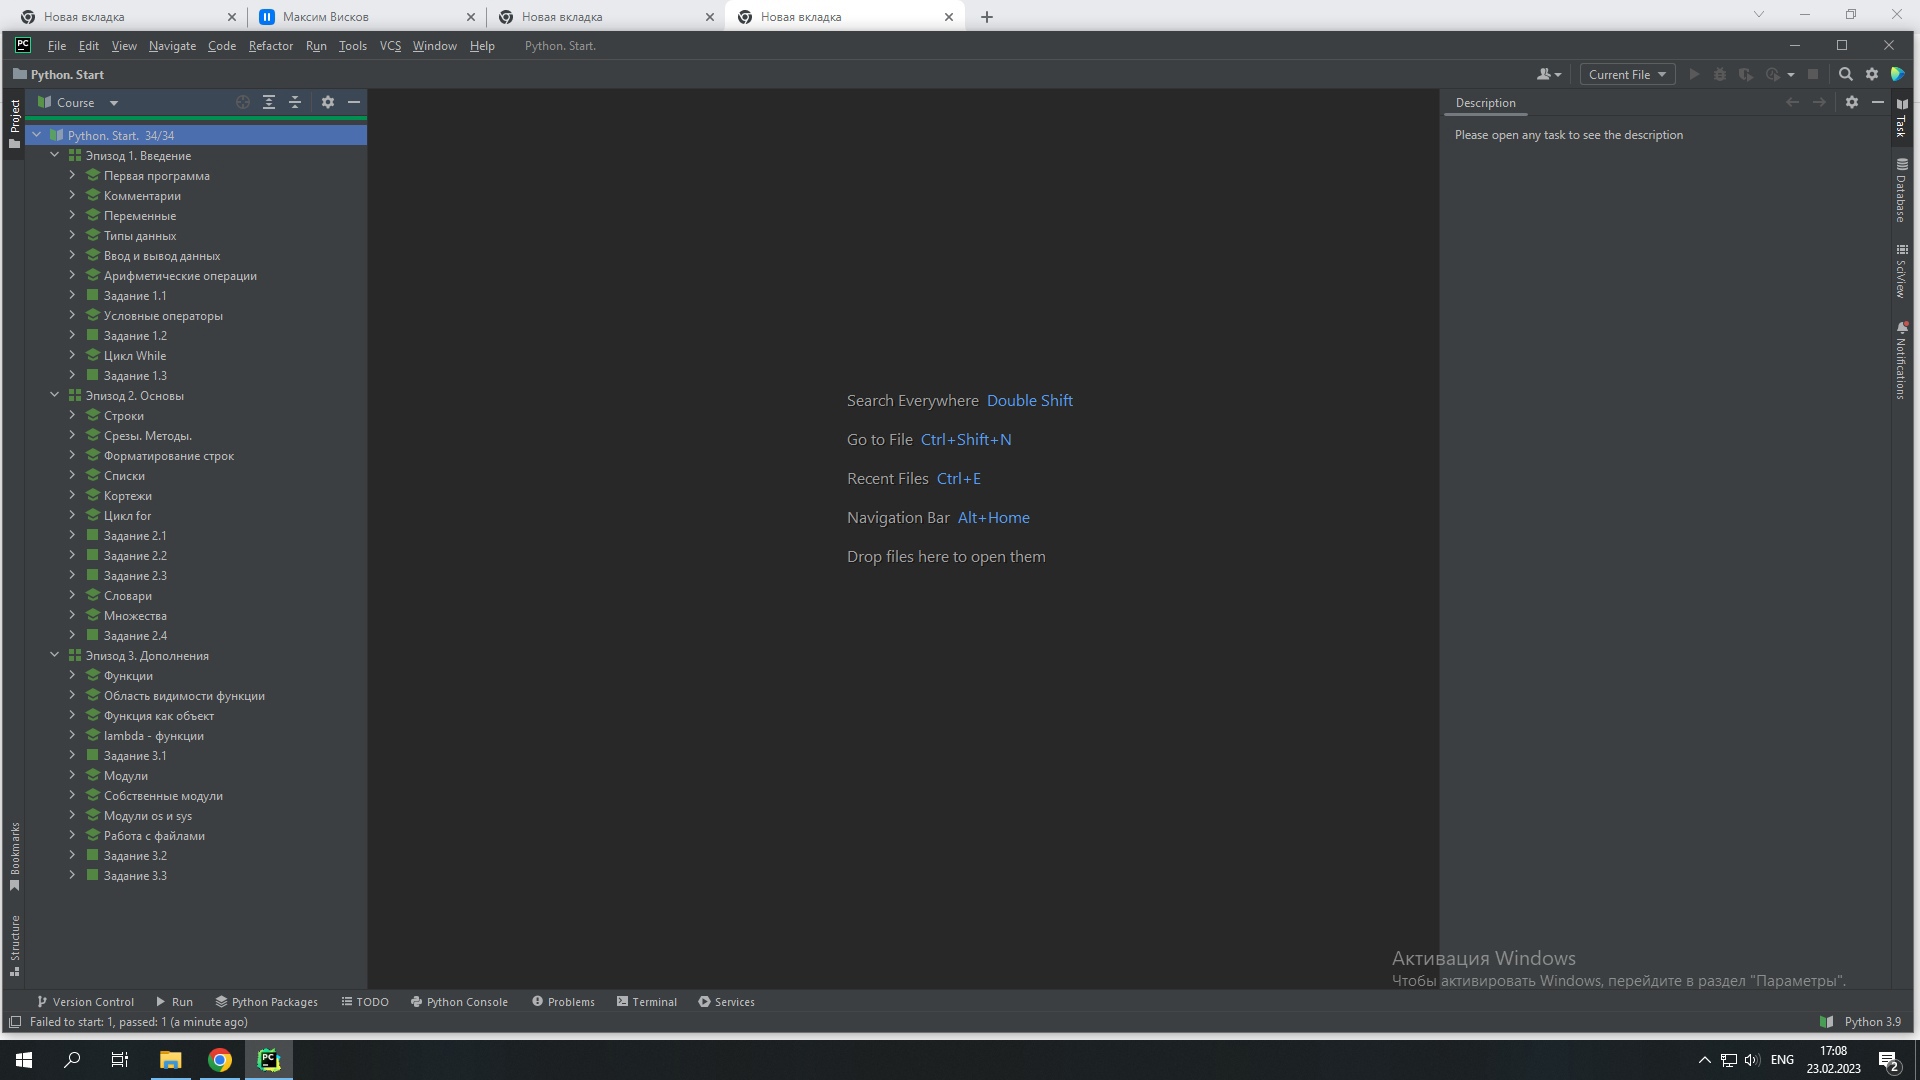 Новая вкладка
Максим Висков
Новая вкладка
Новая вкладка
PC File Edit View Navigate Code Refactor Run Tools VCS Window Help Python. Start.
Python. Start
Current File
Project
Course
Python. Start. 34/34
Эпизод 1. Введение
Первая программа
Комментарии
Переменные
Типы данных
Ввод и вывод данных
Арифметические операции
Задание 1.1
Условные операторы
Задание 1.2
Цикл While
Задание 1.3
Эпизод 2. Основы
Строки
Срезы. Методы.
Форматирование строк
Списки
Кортежи
Цикл for
Задание 2.1
Задание 2.2
Задание 2.3
Словари
Множества
Задание 2.4
Эпизод 3. Дополнения
Функции
Область видимости функции
Функция как объект
lambda - функции
Задание 3.1
Модули
Собственные модули
Модули os и sys
Работа с файлами
Задание 3.2
Задание 3.3
Bookmarks
Structure
Search Everywhere Double Shift
Go to File Ctrl+Shift+N
Recent Files Ctrl+E
Navigation Bar Alt+Home
Drop files here to open them
Description
Please open any task to see the description
Task
Database
SciView
Notifications
Активация Windows
Чтобы активировать Windows, перейдите в раздел "Параметры".
Version Control Run Python Packages TODO Python Console Problems Terminal Services
Failed to start: 1, passed: 1 (a minute ago)
Python 3.9
PC
ENG
17:08
23.02.2023
2